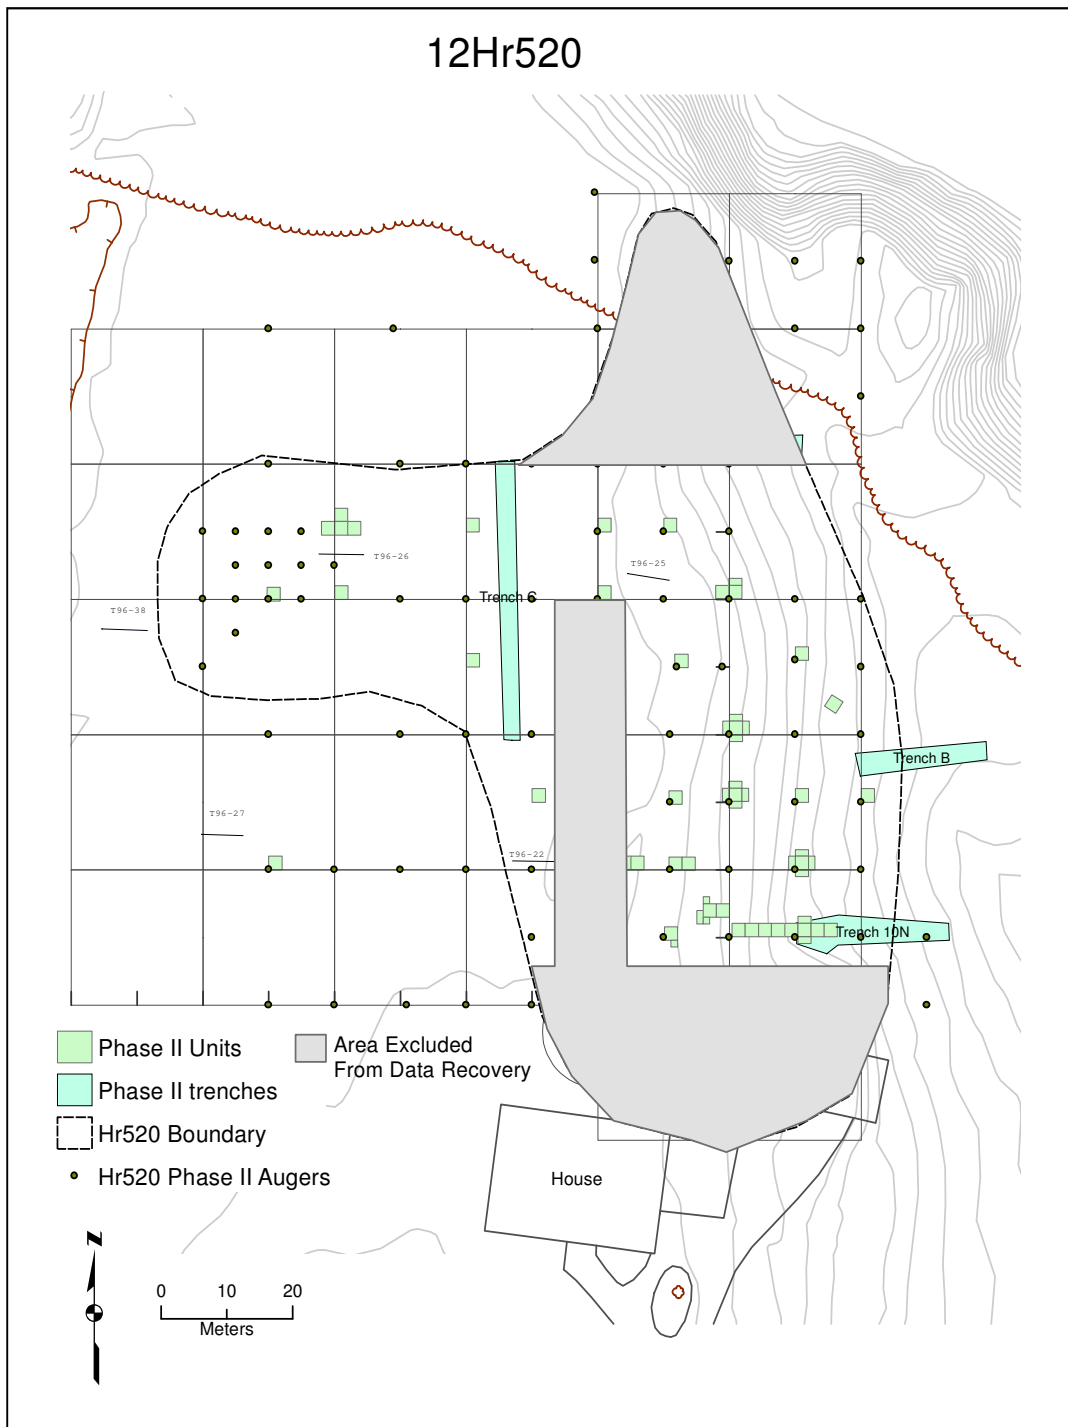 12Hr520
T96-26
T96-25
Trench C
T96-38
Trench B
T96-27
T96-22
Trench 10N
Phase II Units
Area Excluded
From Data Recovery
Phase II trenches
Hr520 Boundary
Hr520 Phase II Augers
House
N
0 10 20
Meters